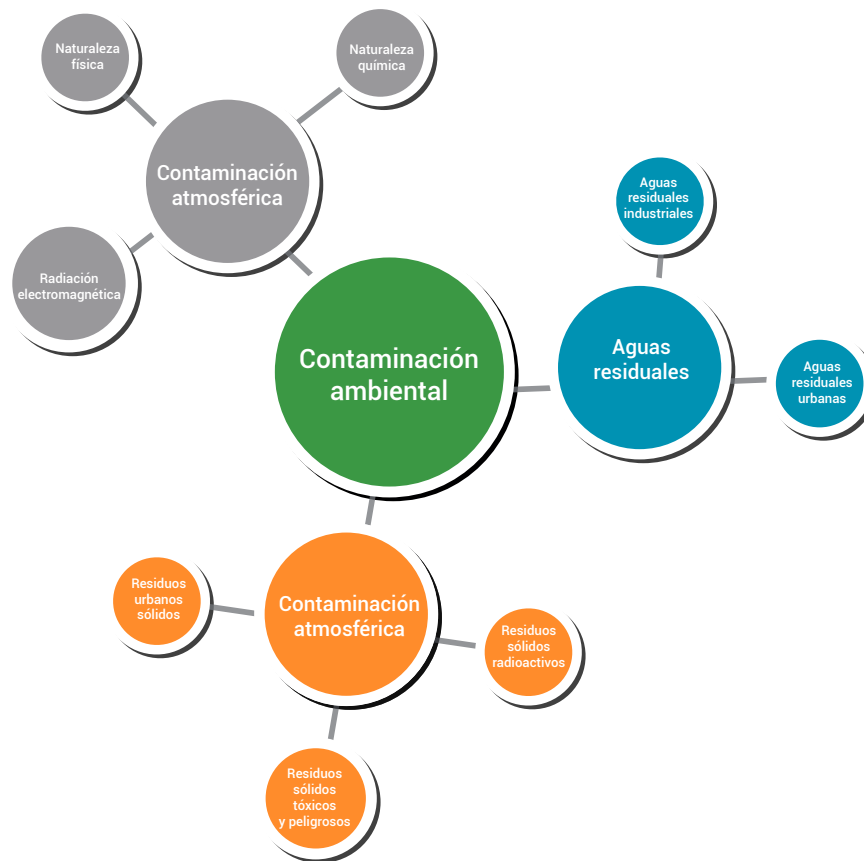 Naturaleza
física
Naturaleza
química
Contaminación
atmosférica
Radiación
electromagnética
Aguas
residuales
industriales
Contaminación
ambiental
Aguas
residuales
Aguas
residuales
urbanas
Residuos
urbanos
sólidos
Contaminación
atmosférica
Residuos
sólidos
radioactivos
Residuos
sólidos
tóxicos
y peligrosos